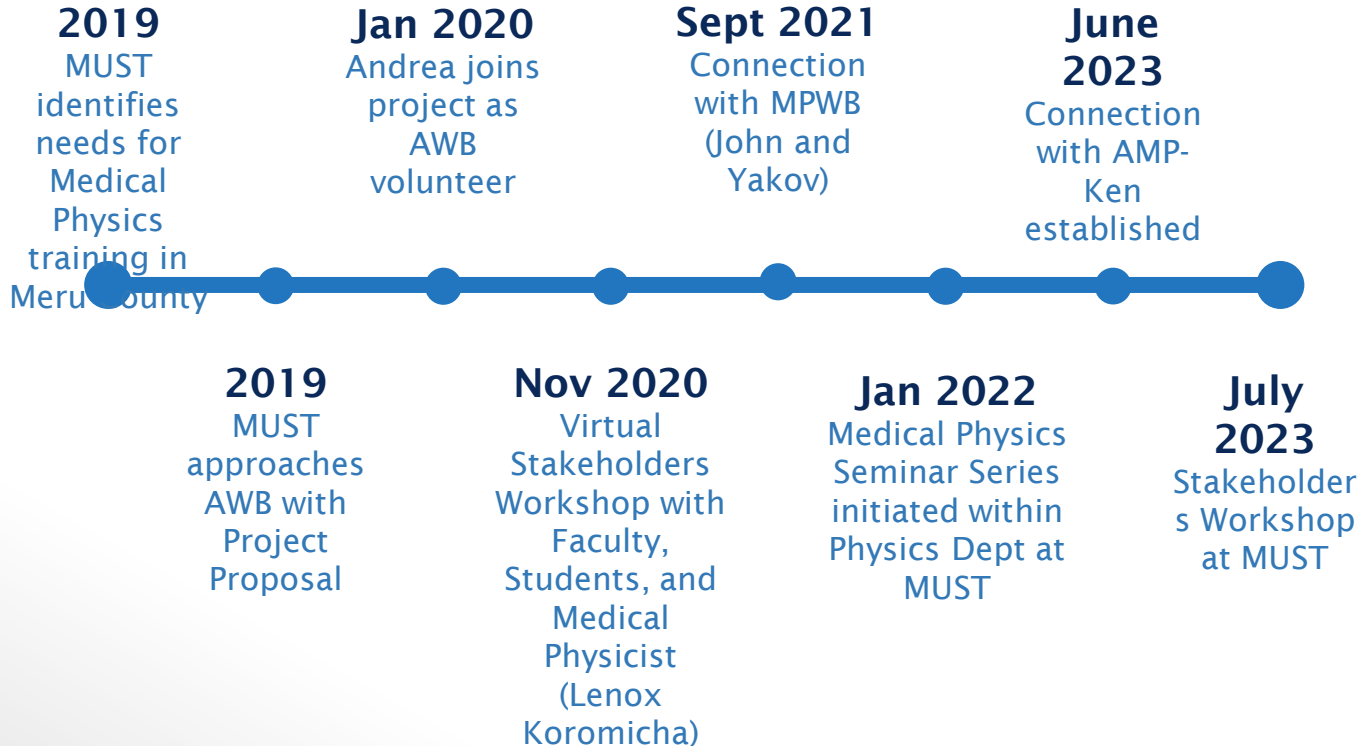 2019
MUST
identifies
needs for
Medical
Physics
training in
Meru County
Jan 2020
Andrea joins
project as
AWB
volunteer
Sept 2021
Connection
with MPWB
(John and
Yakov)
June
2023
Connection
with AMP-
Ken
established
2019
MUST
approaches
AWB with
Project
Proposal
Nov 2020
Virtual
Stakeholders
Workshop with
Faculty,
Students, and
Medical
Physicist
(Lenox
Koromicha)
Jan 2022
Medical Physics
Seminar Series
initiated within
Physics Dept at
MUST
July
2023
Stakeholder
s Workshop
at MUST